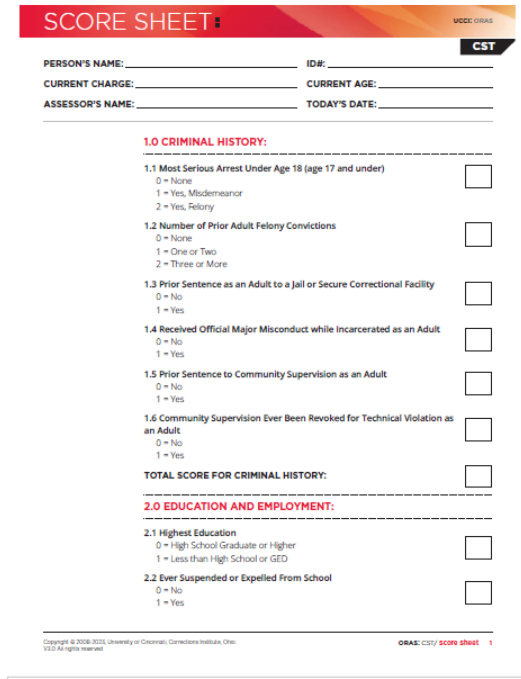 SCORE SHEET:
UCCI: ORAS
CST
PERSON'S NAME: ID#:
CURRENT CHARGE: CURRENT AGE:
ASSESSOR'S NAME: TODAY'S DATE:
1.0 CRIMINAL HISTORY:
1.1 Most Serious Arrest Under Age 18 (age 17 and under)
0 = None
1 = Yes, Misdemeanor
2 = Yes, Felony
1.2 Number of Prior Adult Felony Convictions
0 = None
1 = One or Two
2 = Three or More
1.3 Prior Sentence as an Adult to a Jail or Secure Correctional Facility
0 = No
1 = Yes
1.4 Received Official Major Misconduct while Incarcerated as an Adult
0 = No
1 = Yes
1.5 Prior Sentence to Community Supervision as an Adult
0 = No
1 = Yes
1.6 Community Supervision Ever Been Revoked for Technical Violation as
an Adult
0 = No
1 = Yes
TOTAL SCORE FOR CRIMINAL HISTORY:
2.0 EDUCATION AND EMPLOYMENT:
2.1 Highest Education
0 = High School Graduate or Higher
1 = Less than High School or GED
2.2 Ever Suspended or Expelled From School
0 = No
1 = Yes
Copyright @ 2008-2023, University of Cincinnati, Corrections Institute, Ohio.
V3.0 All rights reserved
ORAS: CST/ score sheet 1